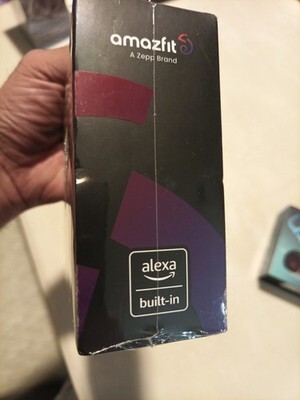 amazfit
A Zepp Brand
alexa
built-in